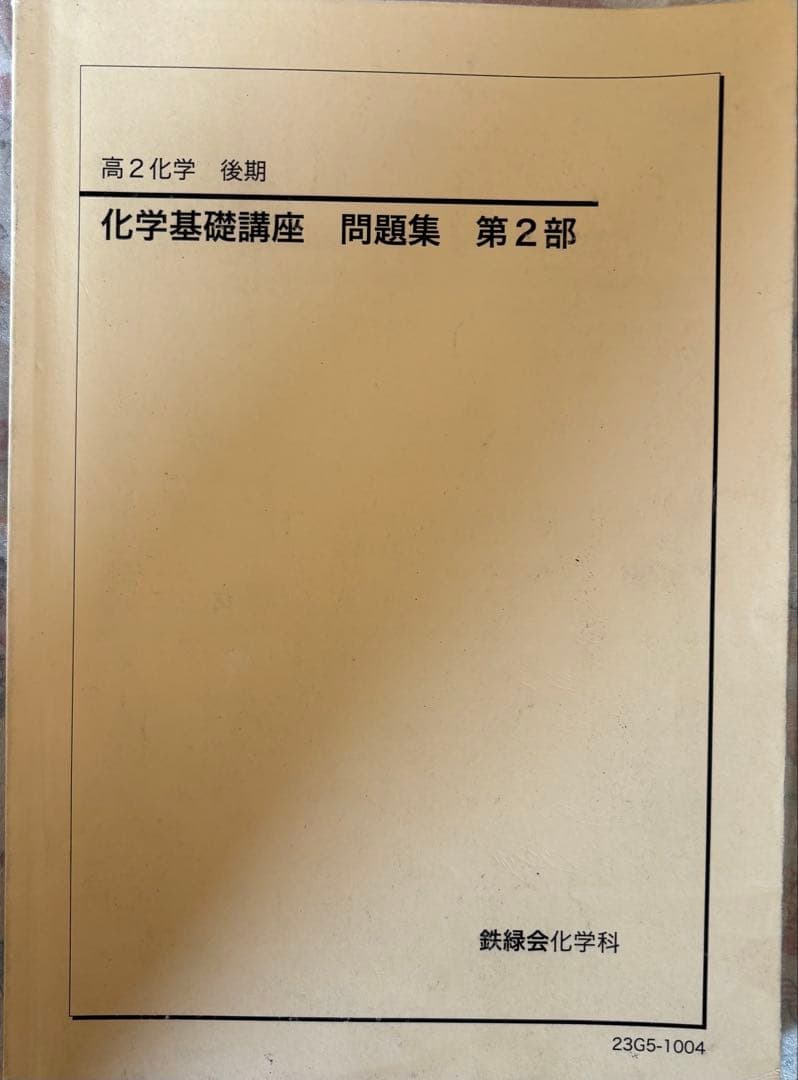 高2化学　後期
化学基礎講座　問題集　第2部
鉄緑会化学科
23G5-1004